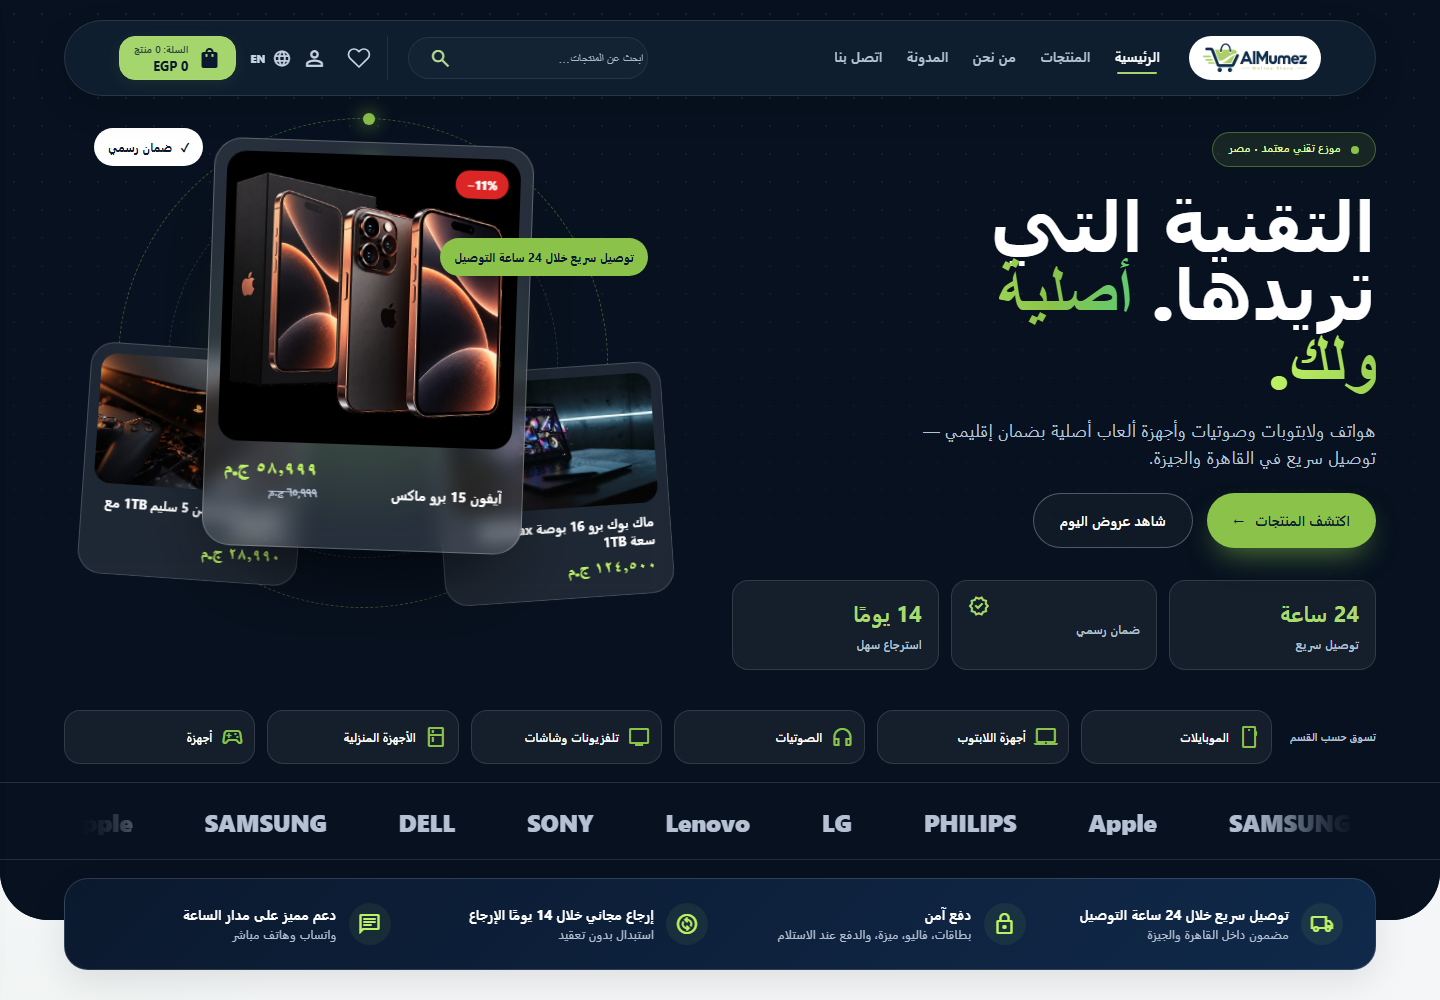 AlMumez
الرئيسية
المنتجات
من نحن
المدونة
اتصل بنا
ابحث عن المنتجات...
EN
السلة: 0 منتج
EGP 0
موزع تقني معتمد · مصر
التقنية التي
تريدها. أصلية
ولك.
هواتف ولابتوبات وصوتيات وأجهزة ألعاب أصلية بضمان إقليمي —
توصيل سريع في القاهرة والجيزة.
اكتشف المنتجات ←
شاهد عروض اليوم
24 ساعة
توصيل سريع
ضمان رسمي
14 يومًا
استرجاع سهل
✓ ضمان رسمي
−11%
توصيل سريع خلال 24 ساعة التوصيل
٥٨,٩٩٩ ج.م
٦٥,٩٩٩ ج.م
آيفون 15 برو ماكس
ماك بوك برو 16 بوصة
سعة 1TB
١٢٤,٥٠٠ ج.م
5 سليم 1TB مع
٢٨,٩٩٠ ج.م
تسوق حسب القسم
الموبايلات
أجهزة اللابتوب
الصوتيات
تلفزيونات وشاشات
الأجهزة المنزلية
أجهزة
pple SAMSUNG DELL SONY Lenovo LG PHILIPS Apple SAMSUNG
توصيل سريع خلال 24 ساعة التوصيل
مضمون داخل القاهرة والجيزة
دفع آمن
بطاقات، فاليو، ميزة، والدفع عند الاستلام
إرجاع مجاني خلال 14 يومًا الإرجاع
استبدال بدون تعقيد
دعم مميز على مدار الساعة
واتساب وهاتف مباشر